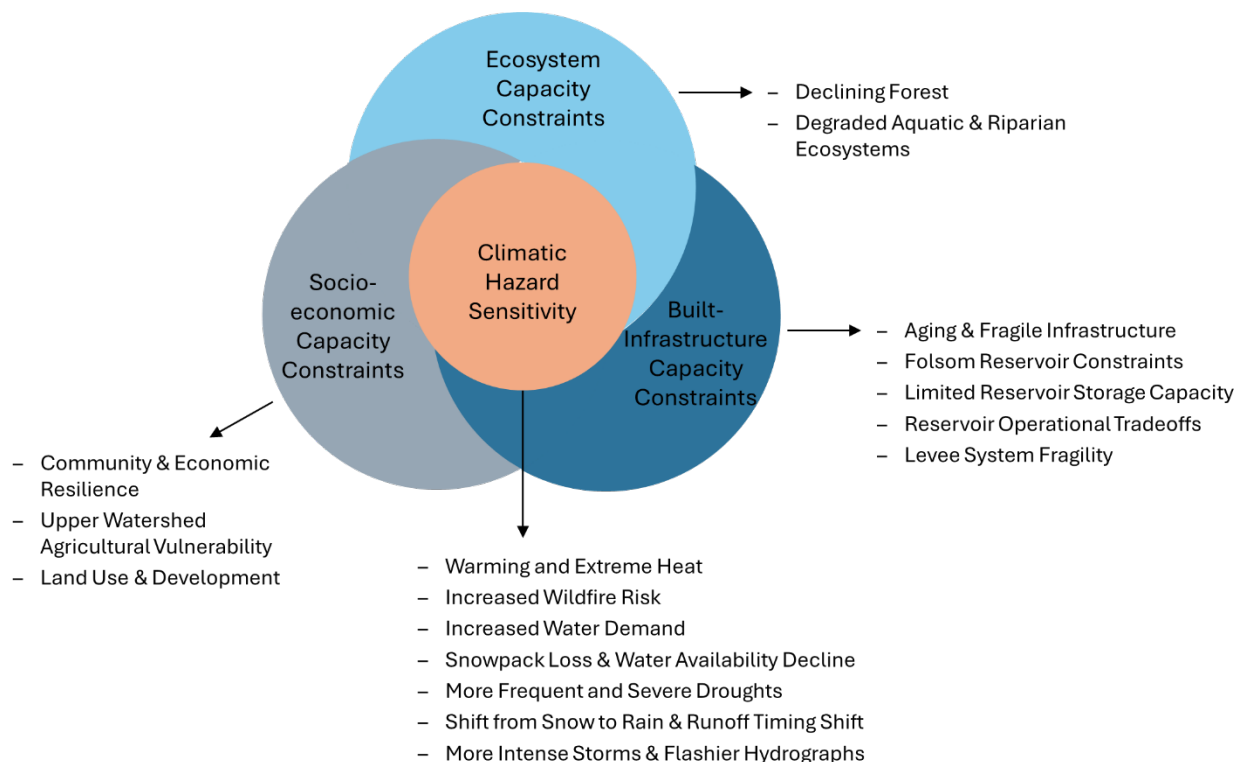 Ecosystem
Capacity
Constraints
– Declining Forest
– Degraded Aquatic & Riparian
Ecosystems
Climatic
Hazard
Sensitivity
Socio-
economic
Capacity
Constraints
Built-
Infrastructure
Capacity
Constraints
– Aging & Fragile Infrastructure
– Folsom Reservoir Constraints
– Limited Reservoir Storage Capacity
– Reservoir Operational Tradeoffs
– Levee System Fragility
– Community & Economic
Resilience
– Upper Watershed
Agricultural Vulnerability
– Land Use & Development
– Warming and Extreme Heat
– Increased Wildfire Risk
– Increased Water Demand
– Snowpack Loss & Water Availability Decline
– More Frequent and Severe Droughts
– Shift from Snow to Rain & Runoff Timing Shift
– More Intense Storms & Flashier Hydrographs